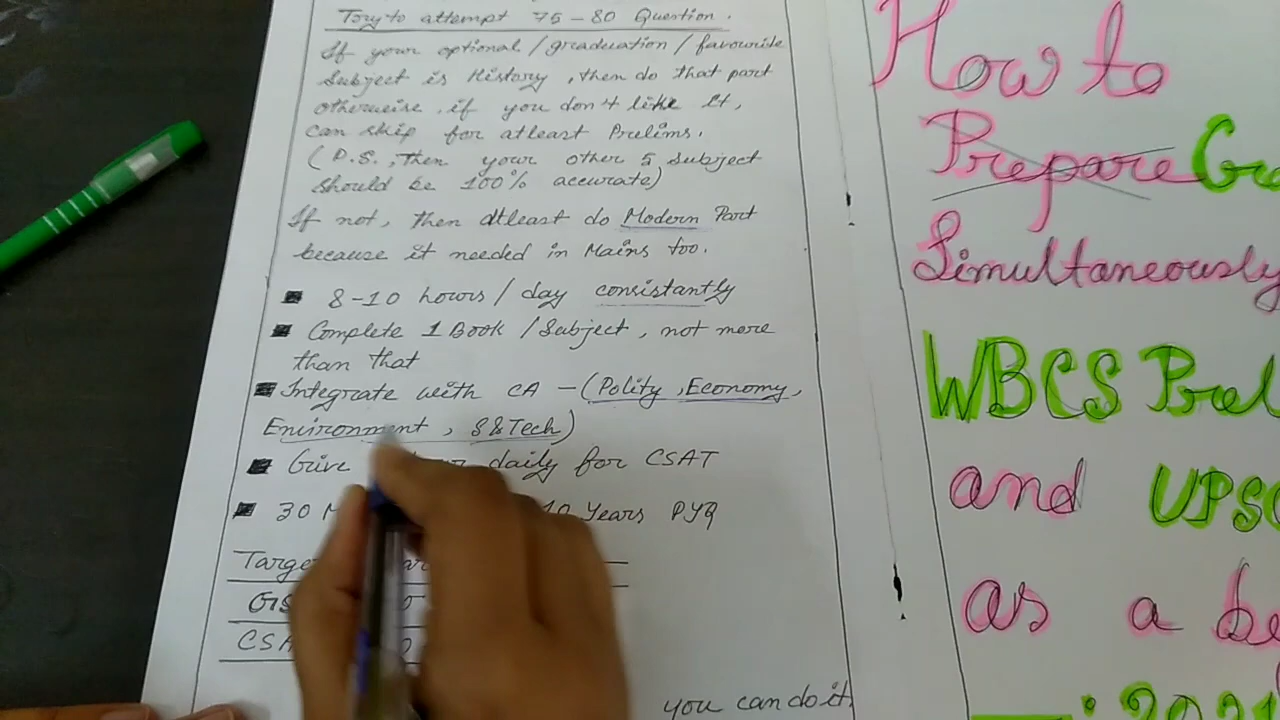 Try to attempt 75 - 80 Question.
If your optional / graduation / favourite
Subject is History, then do that part
otherweise, if you don't like it,
can skip for atleast Prelims.
(P.S., Then your other 5 Subject
should be 100% accurate)
If not, then atleast do Modern Part
because it needed in Mains too.
8-10 hours / day consistantly
Complete 1 Book / Subject, not more
than that
Integrate with CA - (Polity, Economy,
Environment, S&Tech)
Give daily for CSAT
30 10 Years PYQ
you can do it
How to
Prepare
Simultaneously
WBCS
and UPSC
as a
2021